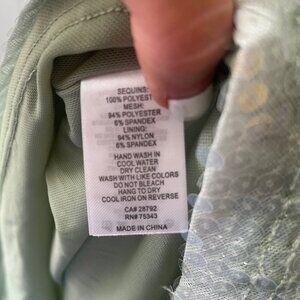 SEQUINS:
100% POLYEST
MESH:
94% POLYESTER
6% SPANDEX
LINING:
94% NYLON
6% SPANDEX
HAND WASH IN
COOL WATER
DRY CLEAN
WASH WITH LIKE COLORS
DO NOT BLEACH
HANG TO DRY
COOL IRON ON REVERSE
CA# 28792
RN# 75343
MADE IN CHINA